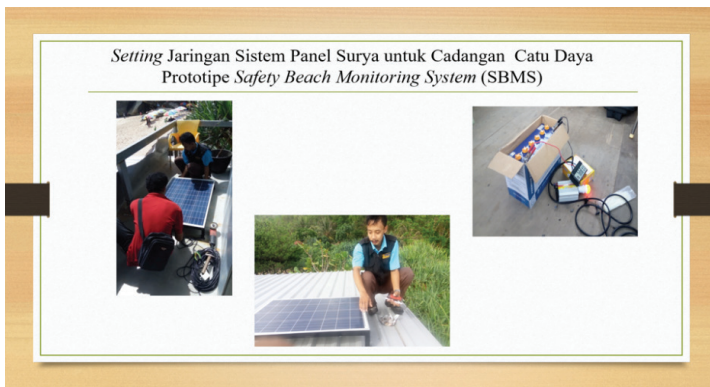 Setting Jaringan Sistem Panel Surya untuk Cadangan Catu Daya
Prototipe Safety Beach Monitoring System (SBMS)